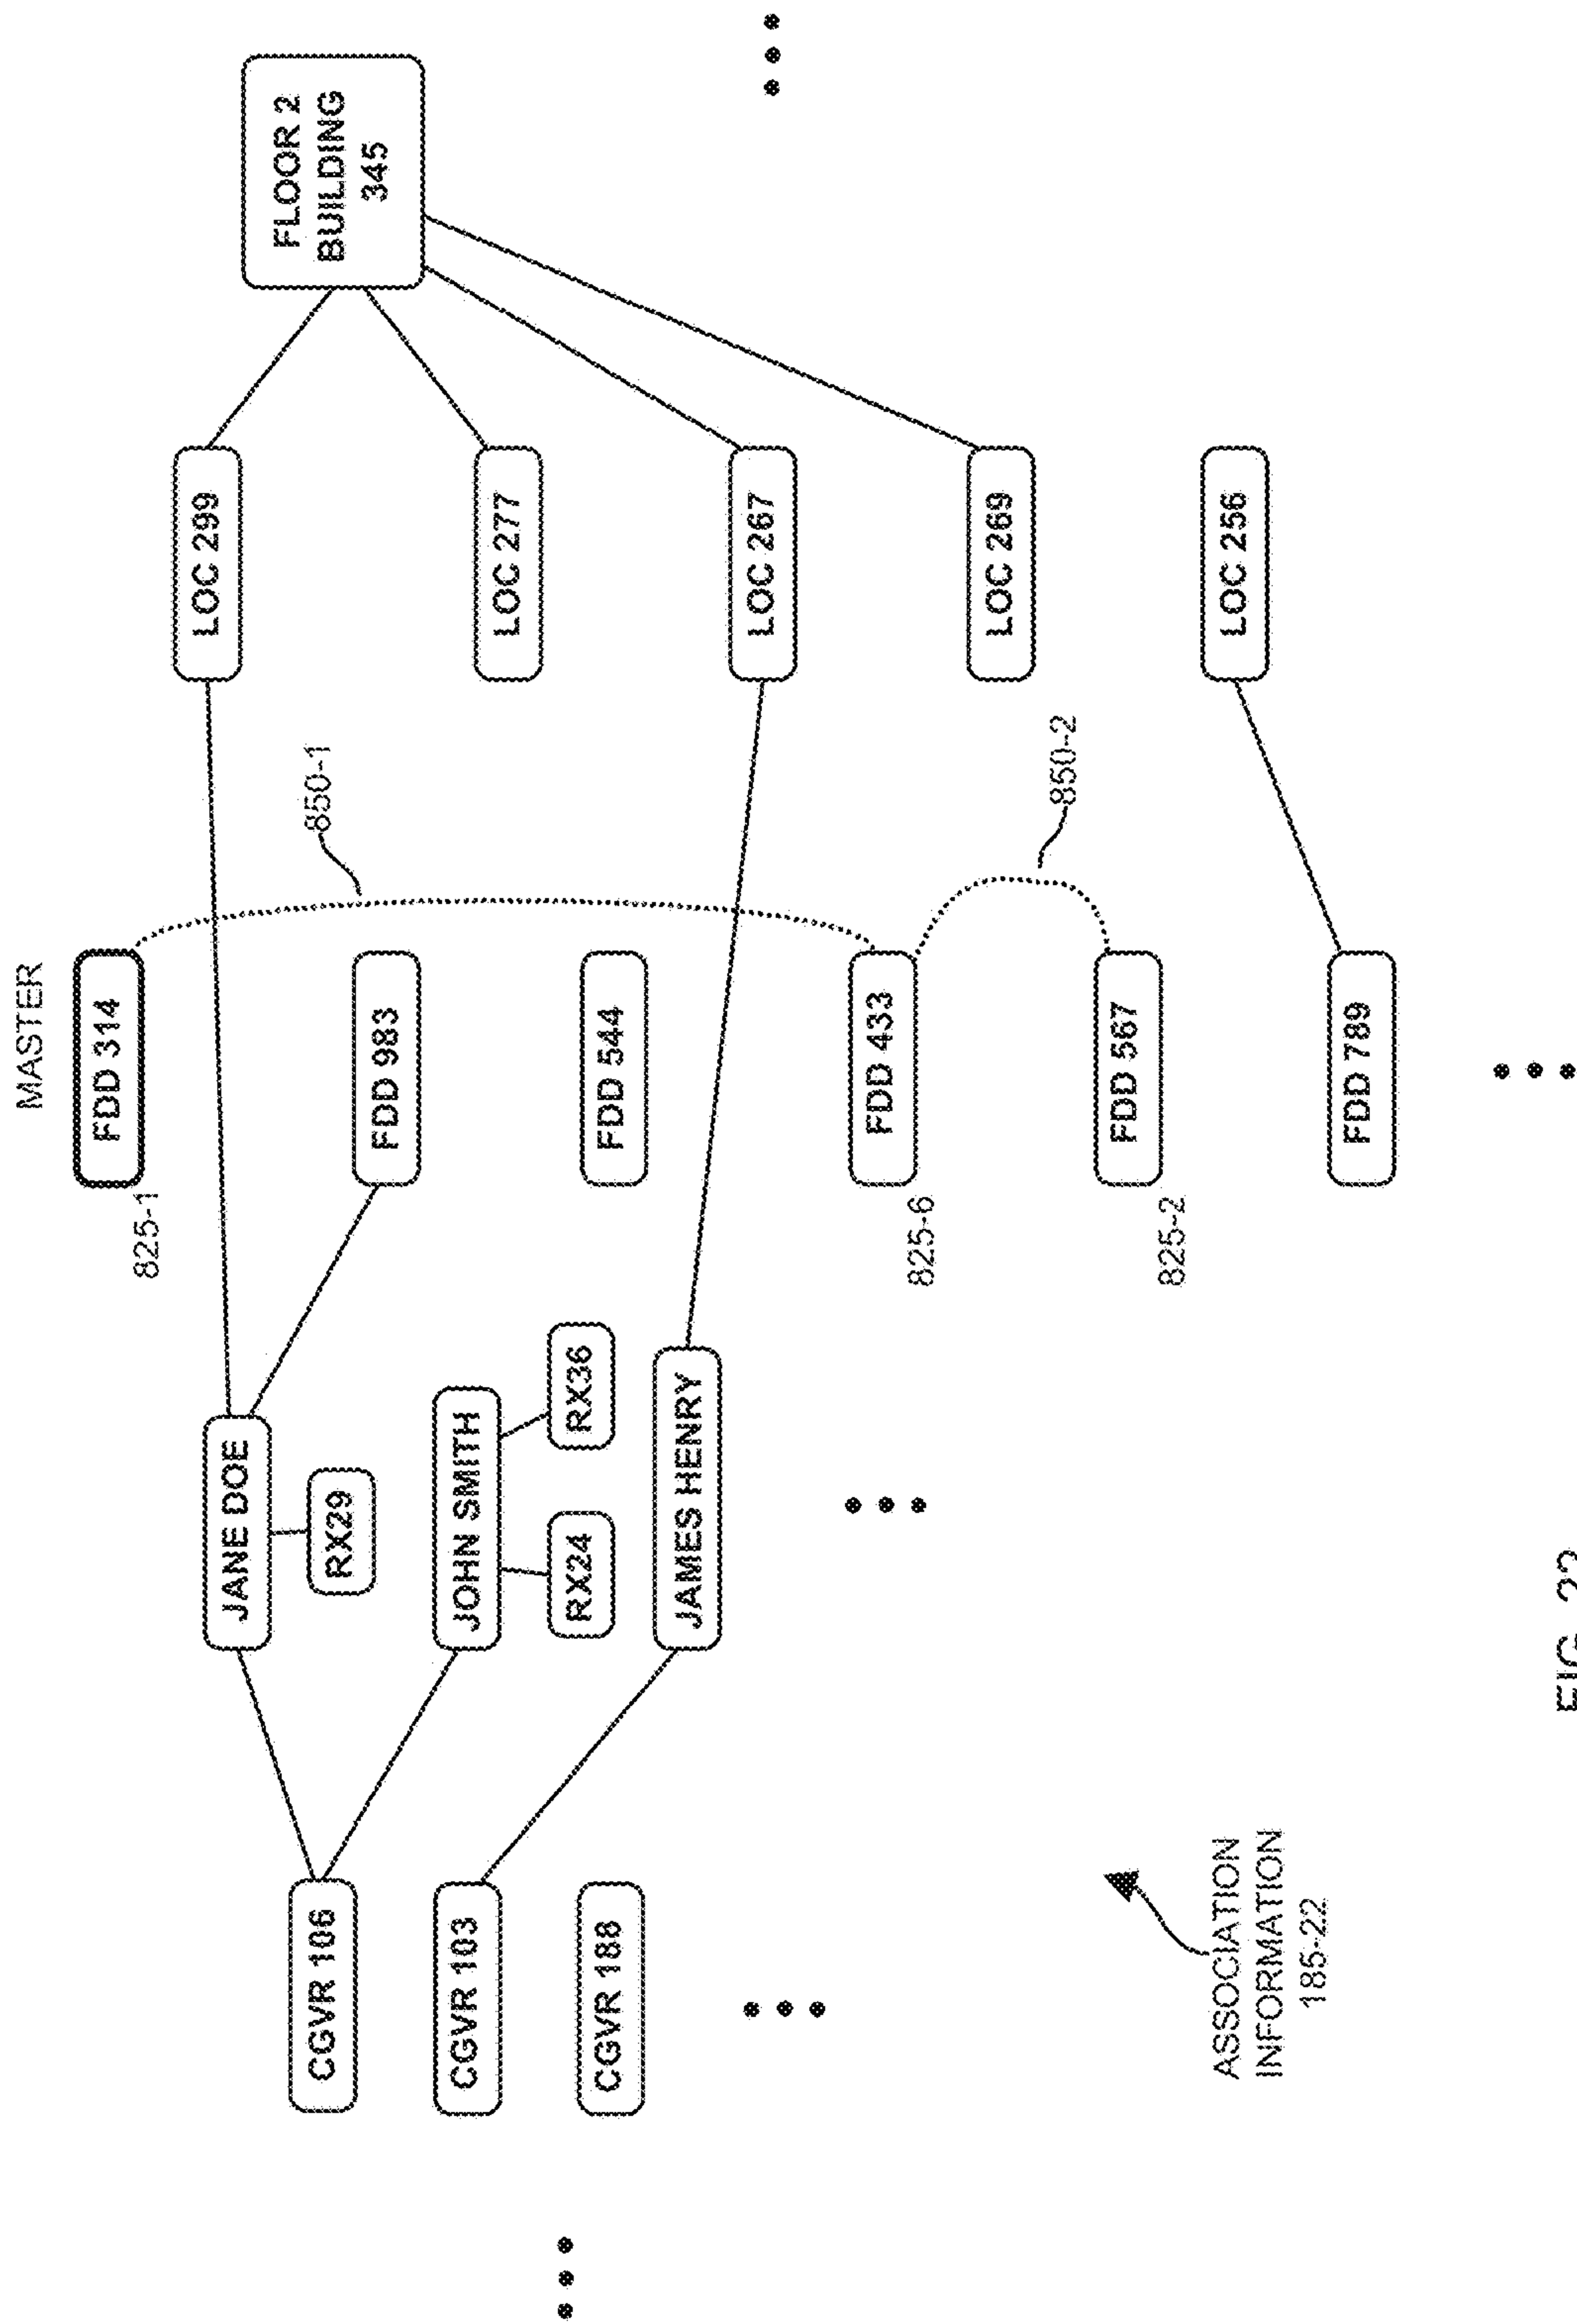 MASTER
825-1
FDD 314
850-1
FLOOR 2
BUILDING
345
JANE DOE
LOC 299
RX29
CGVR 106
FDD 983
JOHN SMITH
LOC 277
CGVR 103
RX24
RX36
FDD 544
CGVR 188
JAMES HENRY
LOC 267
825-6
FDD 433
850-2
LOC 269
825-2
FDD 567
LOC 256
FDD 789
ASSOCIATION
INFORMATION
185-22
FIG. 22